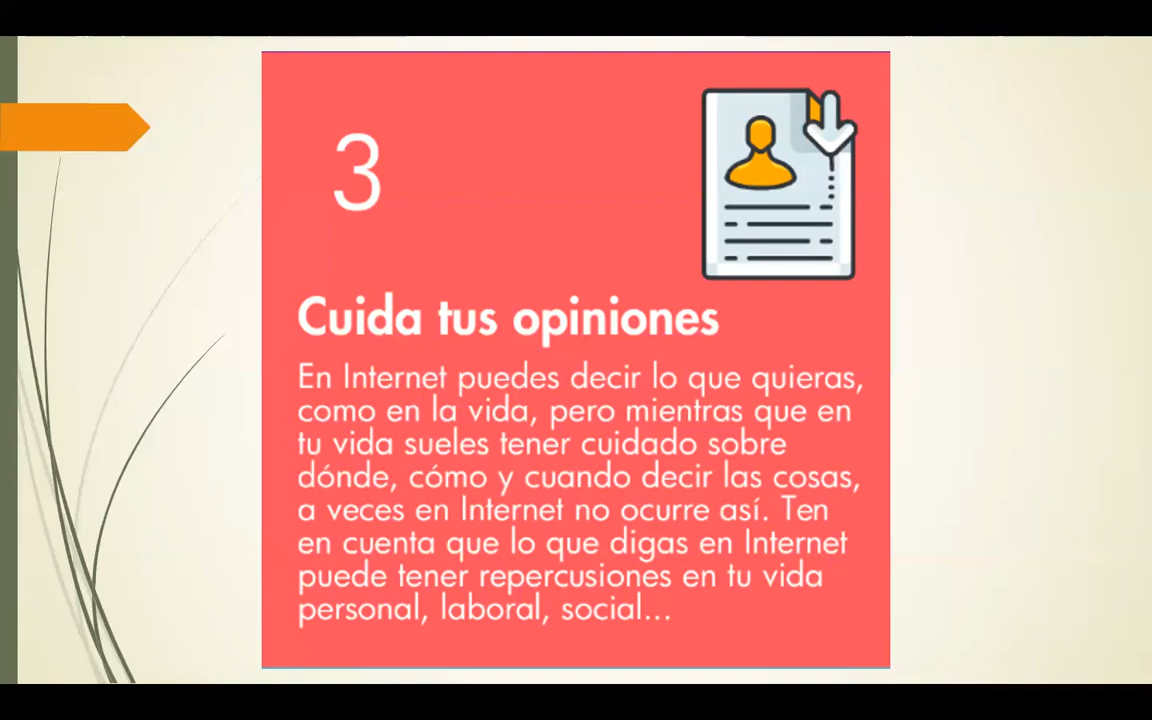 3
Cuida tus opiniones
En Internet puedes decir lo que quieras,
como en la vida, pero mientras que en
tu vida sueles tener cuidado sobre
dónde, cómo y cuando decir las cosas,
a veces en Internet no ocurre así. Ten
en cuenta que lo que digas en Internet
puede tener repercusiones en tu vida
personal, laboral, social...